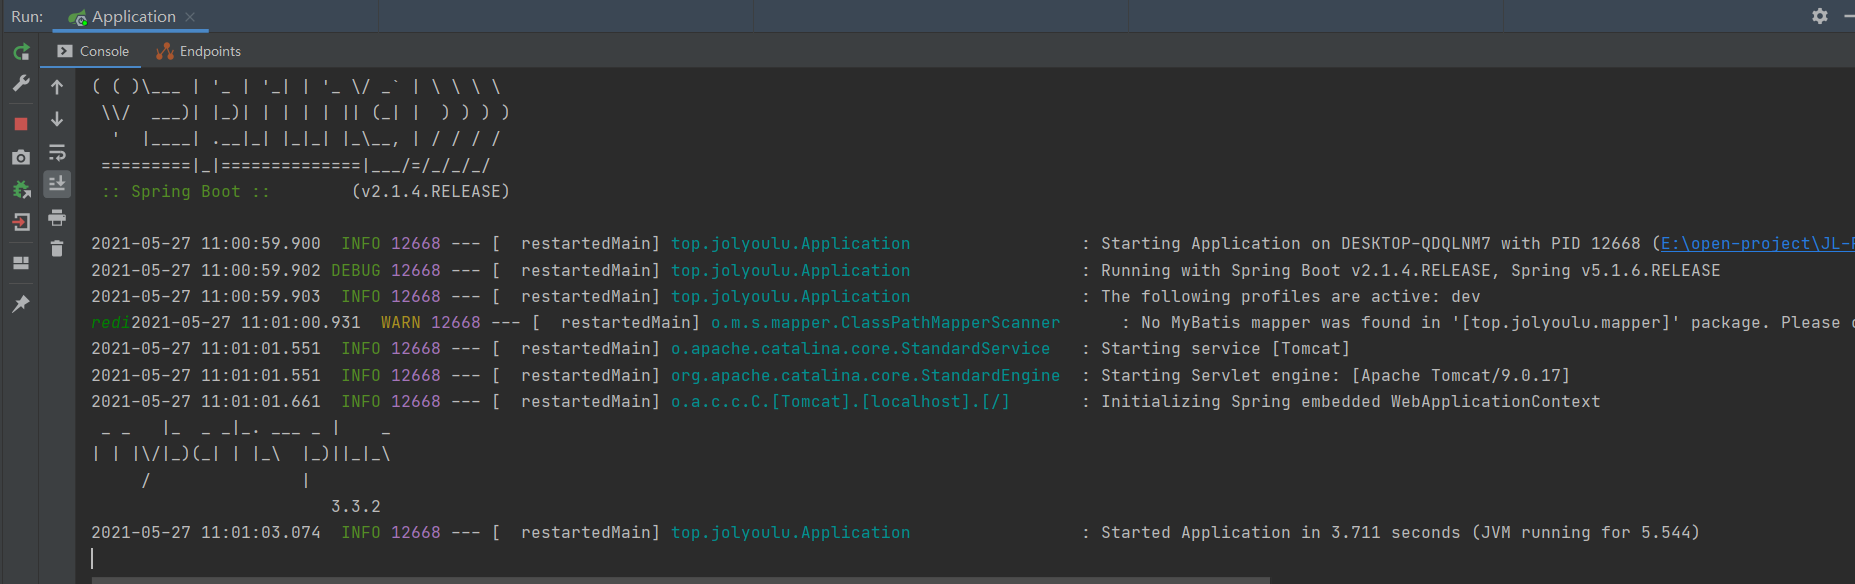 Run: Application
Console Endpoints
( ( )\___ | '_ | '_| | '_ \/ _` | \ \ \ \
 \\/  ___)| |_)| | | | | || (_| |  ) ) ) )
  '  |____| .__|_| |_|_| |_\__, | / / / /
 =========|_|==============|___/=/_/_/_/
 :: Spring Boot ::        (v2.1.4.RELEASE)
2021-05-27 11:00:59.900  INFO 12668 --- [  restartedMain] top.jolyoulu.Application                 : Starting Application on DESKTOP-QDQLNM7 with PID 12668 (E:\open-project\JL-
2021-05-27 11:00:59.902 DEBUG 12668 --- [  restartedMain] top.jolyoulu.Application                 : Running with Spring Boot v2.1.4.RELEASE, Spring v5.1.6.RELEASE
2021-05-27 11:00:59.903  INFO 12668 --- [  restartedMain] top.jolyoulu.Application                 : The following profiles are active: dev
redi2021-05-27 11:01:00.931  WARN 12668 --- [  restartedMain] o.m.s.mapper.ClassPathMapperScanner      : No MyBatis mapper was found in '[top.jolyoulu.mapper]' package. Please
2021-05-27 11:01:01.551  INFO 12668 --- [  restartedMain] o.apache.catalina.core.StandardService   : Starting service [Tomcat]
2021-05-27 11:01:01.551  INFO 12668 --- [  restartedMain] org.apache.catalina.core.StandardEngine  : Starting Servlet engine: [Apache Tomcat/9.0.17]
2021-05-27 11:01:01.661  INFO 12668 --- [  restartedMain] o.a.c.c.C.[Tomcat].[localhost].[/]       : Initializing Spring embedded WebApplicationContext
 _ _   |_  _ _|_. ___ _ |    _
| | |\/|_)(_| | |_\  |_)||_|_\
     /               |
                        3.3.2
2021-05-27 11:01:03.074  INFO 12668 --- [  restartedMain] top.jolyoulu.Application                 : Started Application in 3.711 seconds (JVM running for 5.544)